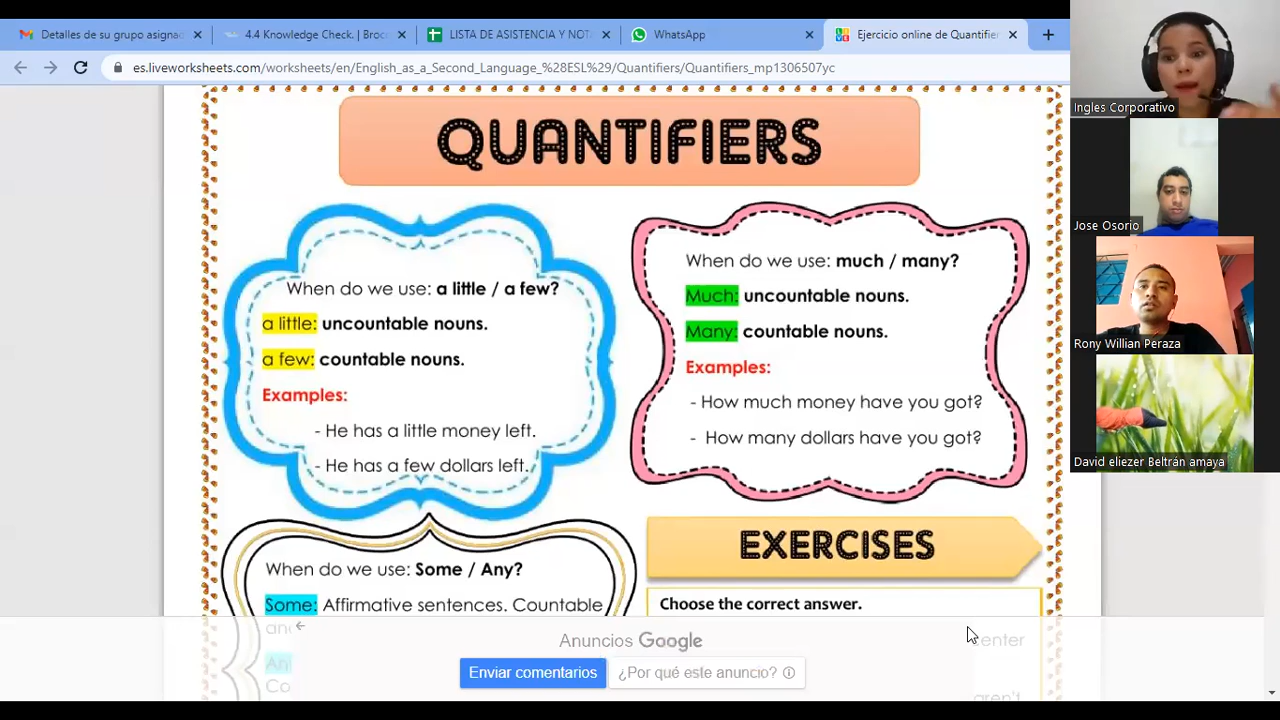 Detalles de su grupo asigna
4.4 Knowledge Check. | Broc
LISTA DE ASISTENCIA Y NOT
WhatsApp
Ejercicio online de Quantifier
es.liveworksheets.com/worksheets/en/English_as_a_Second_Language_%28ESL%29/Quantifiers/Quantifiers_mp1306507yc
QUANTIFIERS
When do we use: a little / a few?
a little: uncountable nouns.
a few: countable nouns.
Examples:
- He has a little money left.
- He has a few dollars left.
When do we use: much / many?
Much: uncountable nouns.
Many: countable nouns.
Examples:
- How much money have you got?
- How many dollars have you got?
When do we use: Some / Any?
Some: Affirmative sentences. Countable
EXERCISES
Choose the correct answer.
enter
aren't
Anuncios Google
Enviar comentarios
¿Por qué este anuncio?
Ingles Corporativo
Jose Osorio
Rony Willian Peraza
David eliezer Beltrán amaya